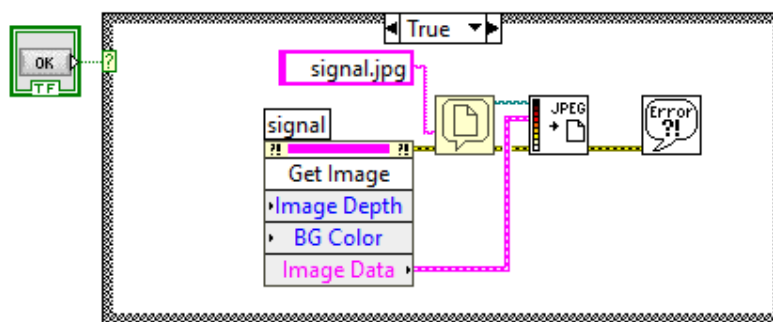 True
OK
TF
?
signal.jpg
signal
JPEG
Error
?!
?! ?!
Get Image
Image Depth
BG Color
Image Data